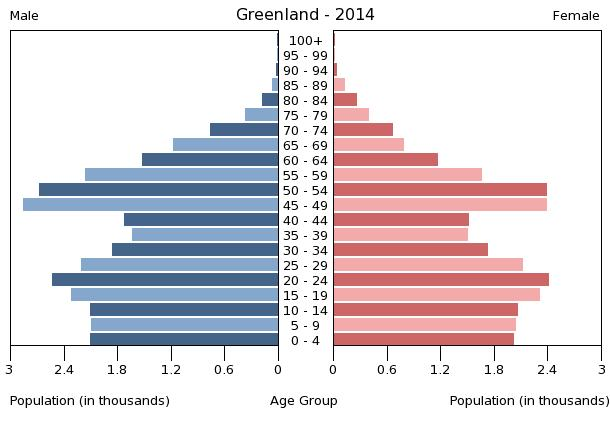 Male
Greenland - 2014
Female
100+
95 - 99
90 - 94
85 - 89
80 - 84
75 - 79
70 - 74
65 - 69
60 - 64
55 - 59
50 - 54
45 - 49
40 - 44
35 - 39
30 - 34
25 - 29
20 - 24
15 - 19
10 - 14
5 - 9
0 - 4
3 2.4 1.8 1.2 0.6 0 0 0.6 1.2 1.8 2.4 3
Population (in thousands) Age Group Population (in thousands)